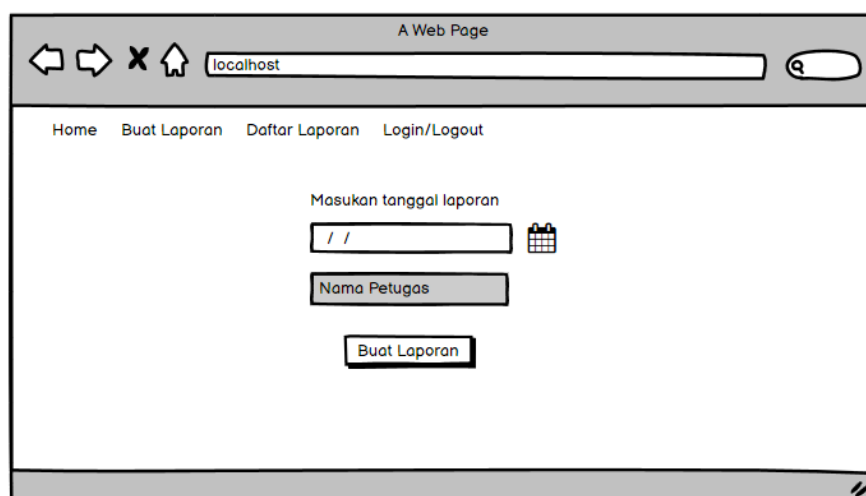 A Web Page
localhost
Home Buat Laporan Daftar Laporan Login/Logout
Masukan tanggal laporan
/ /
Nama Petugas
Buat Laporan